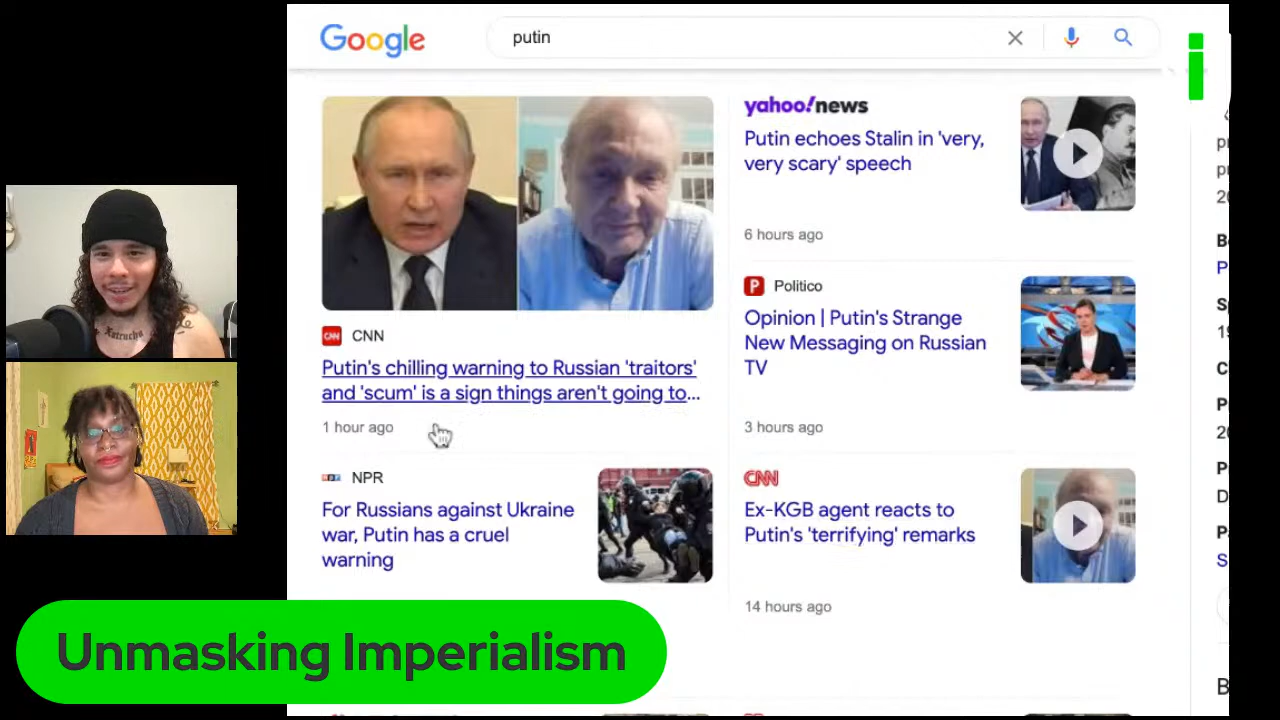 Google
putin
CNN
Putin's chilling warning to Russian 'traitors'
and 'scum' is a sign things aren't going to...
1 hour ago
NPR
For Russians against Ukraine
war, Putin has a cruel
warning
yahoo!news
Putin echoes Stalin in 'very,
very scary' speech
6 hours ago
P Politico
Opinion | Putin's Strange
New Messaging on Russian
TV
3 hours ago
CNN
Ex-KGB agent reacts to
Putin's 'terrifying' remarks
14 hours ago
Unmasking Imperialism